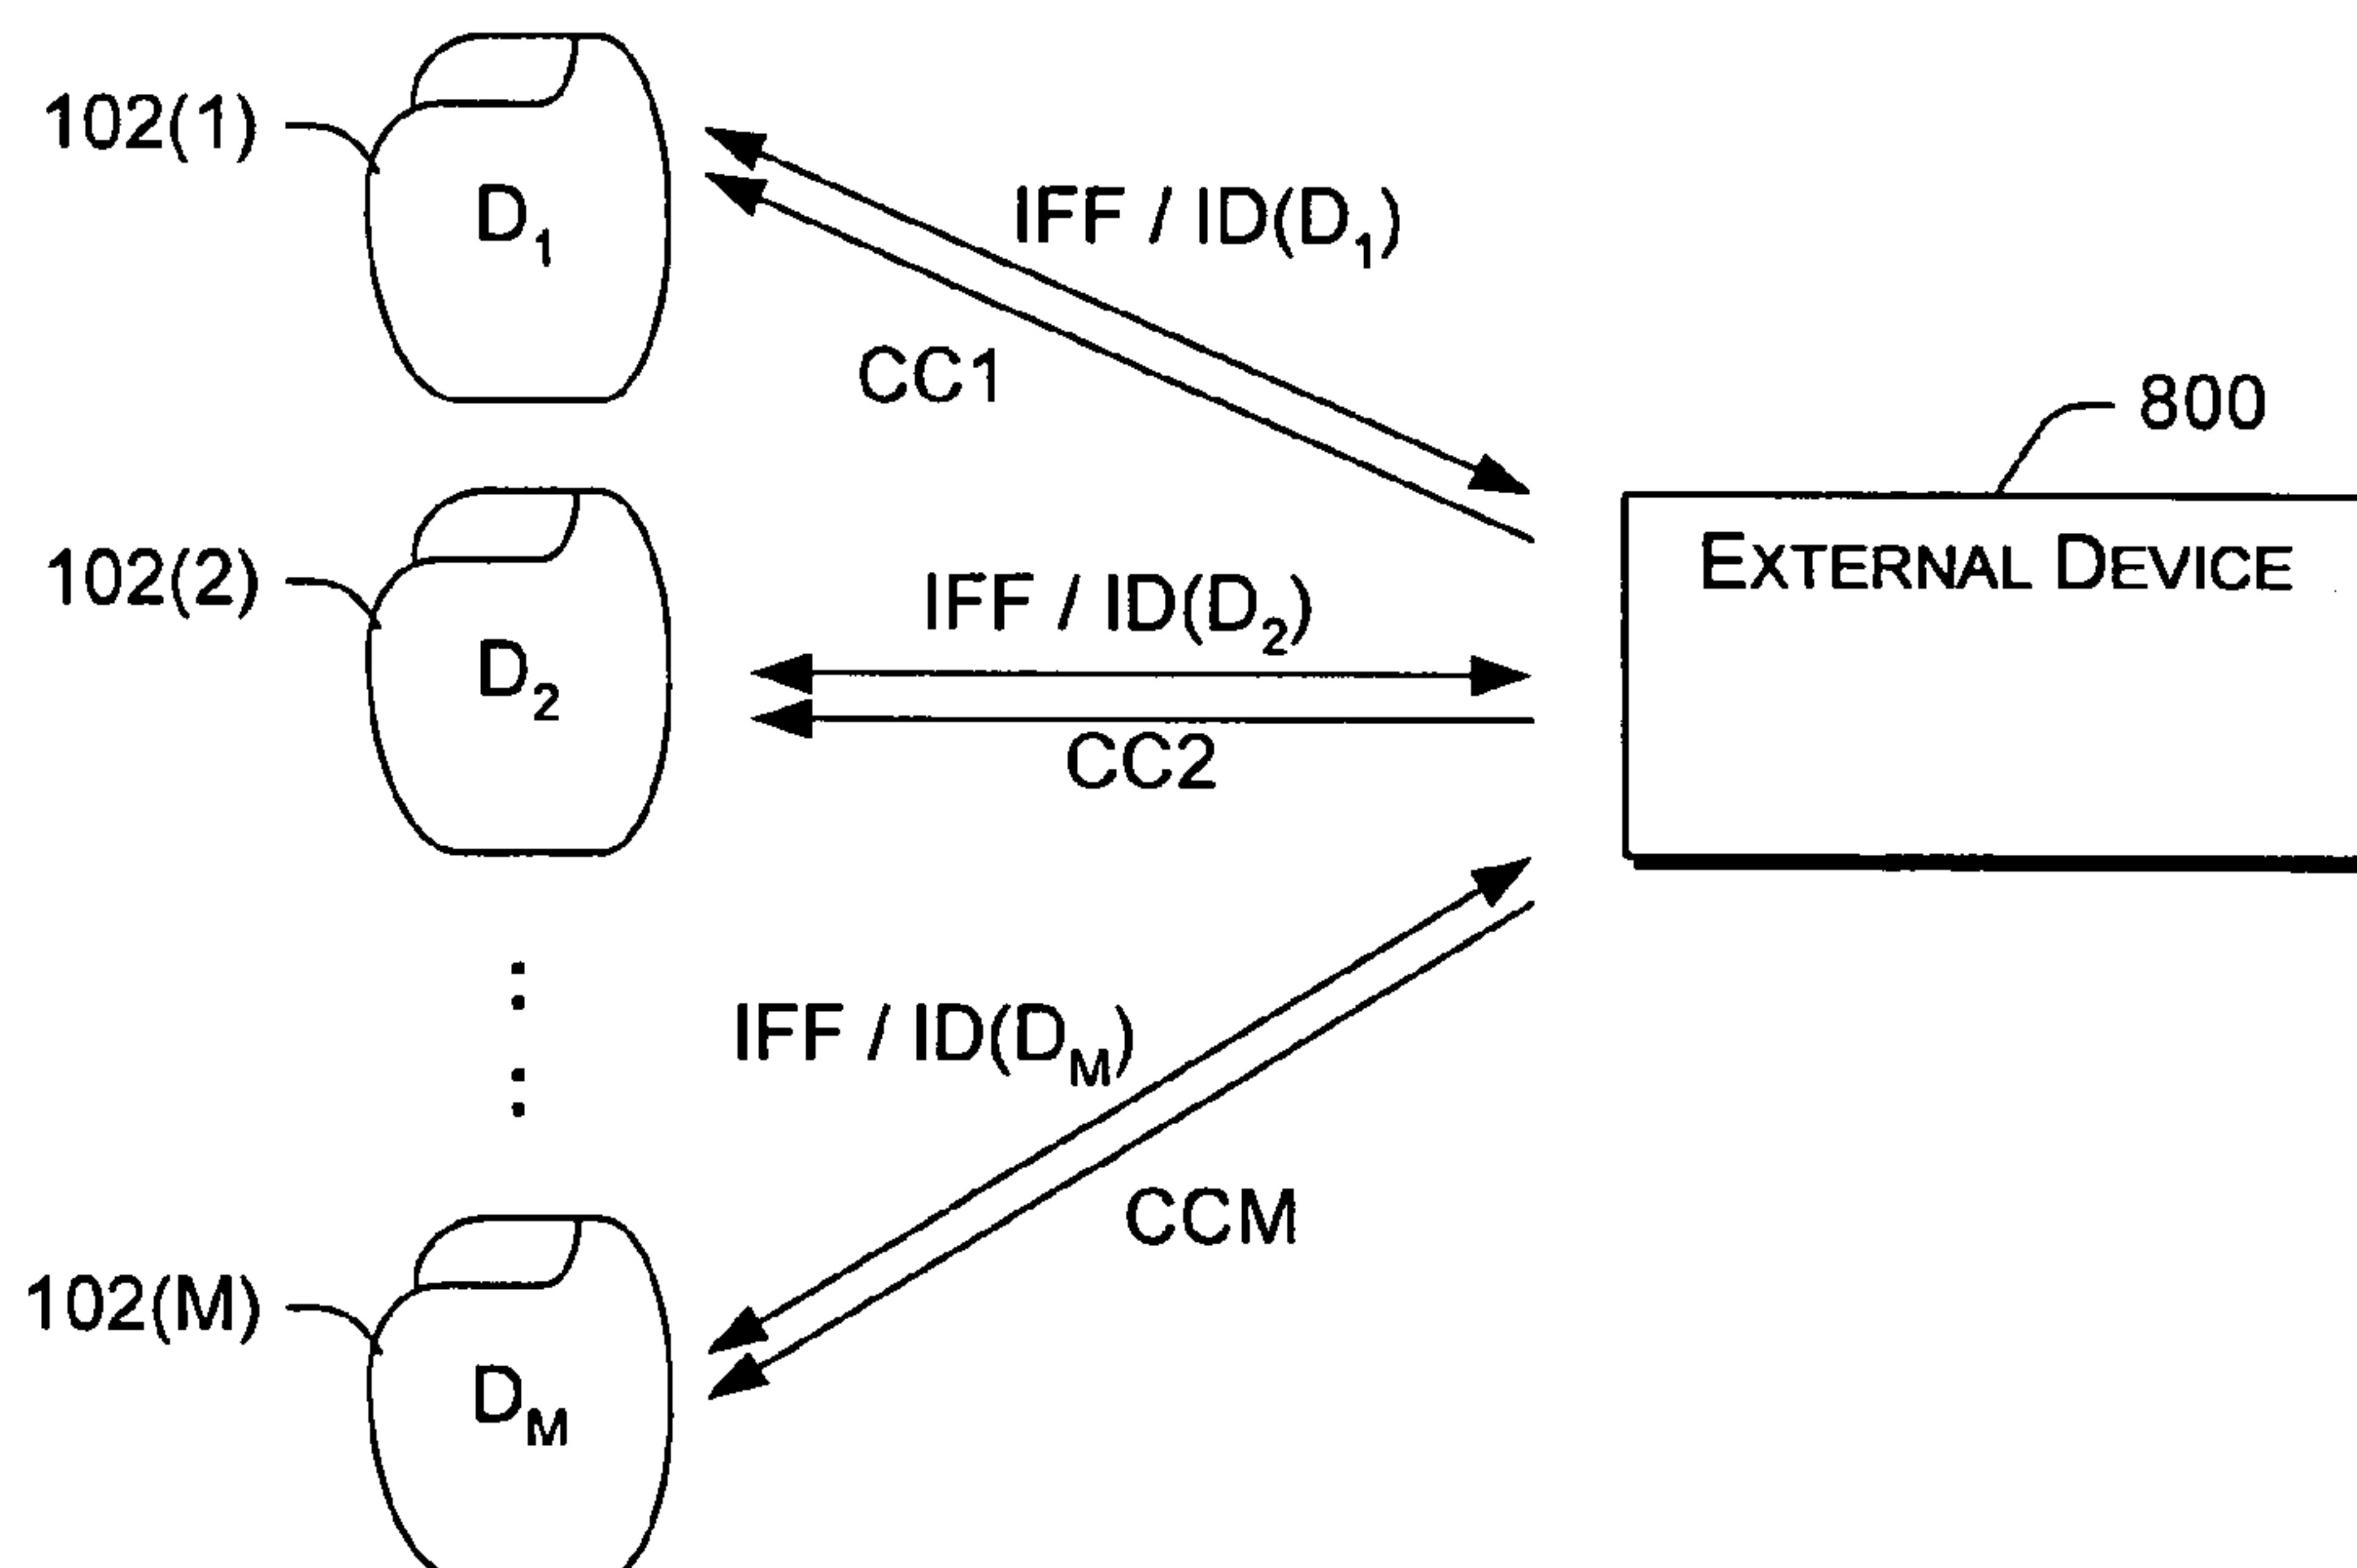 102(1)
D1
IFF / ID(D1)
CC1
800
EXTERNAL DEVICE
102(2)
D2
IFF / ID(D2)
CC2
IFF / ID(DM)
CCM
102(M)
DM